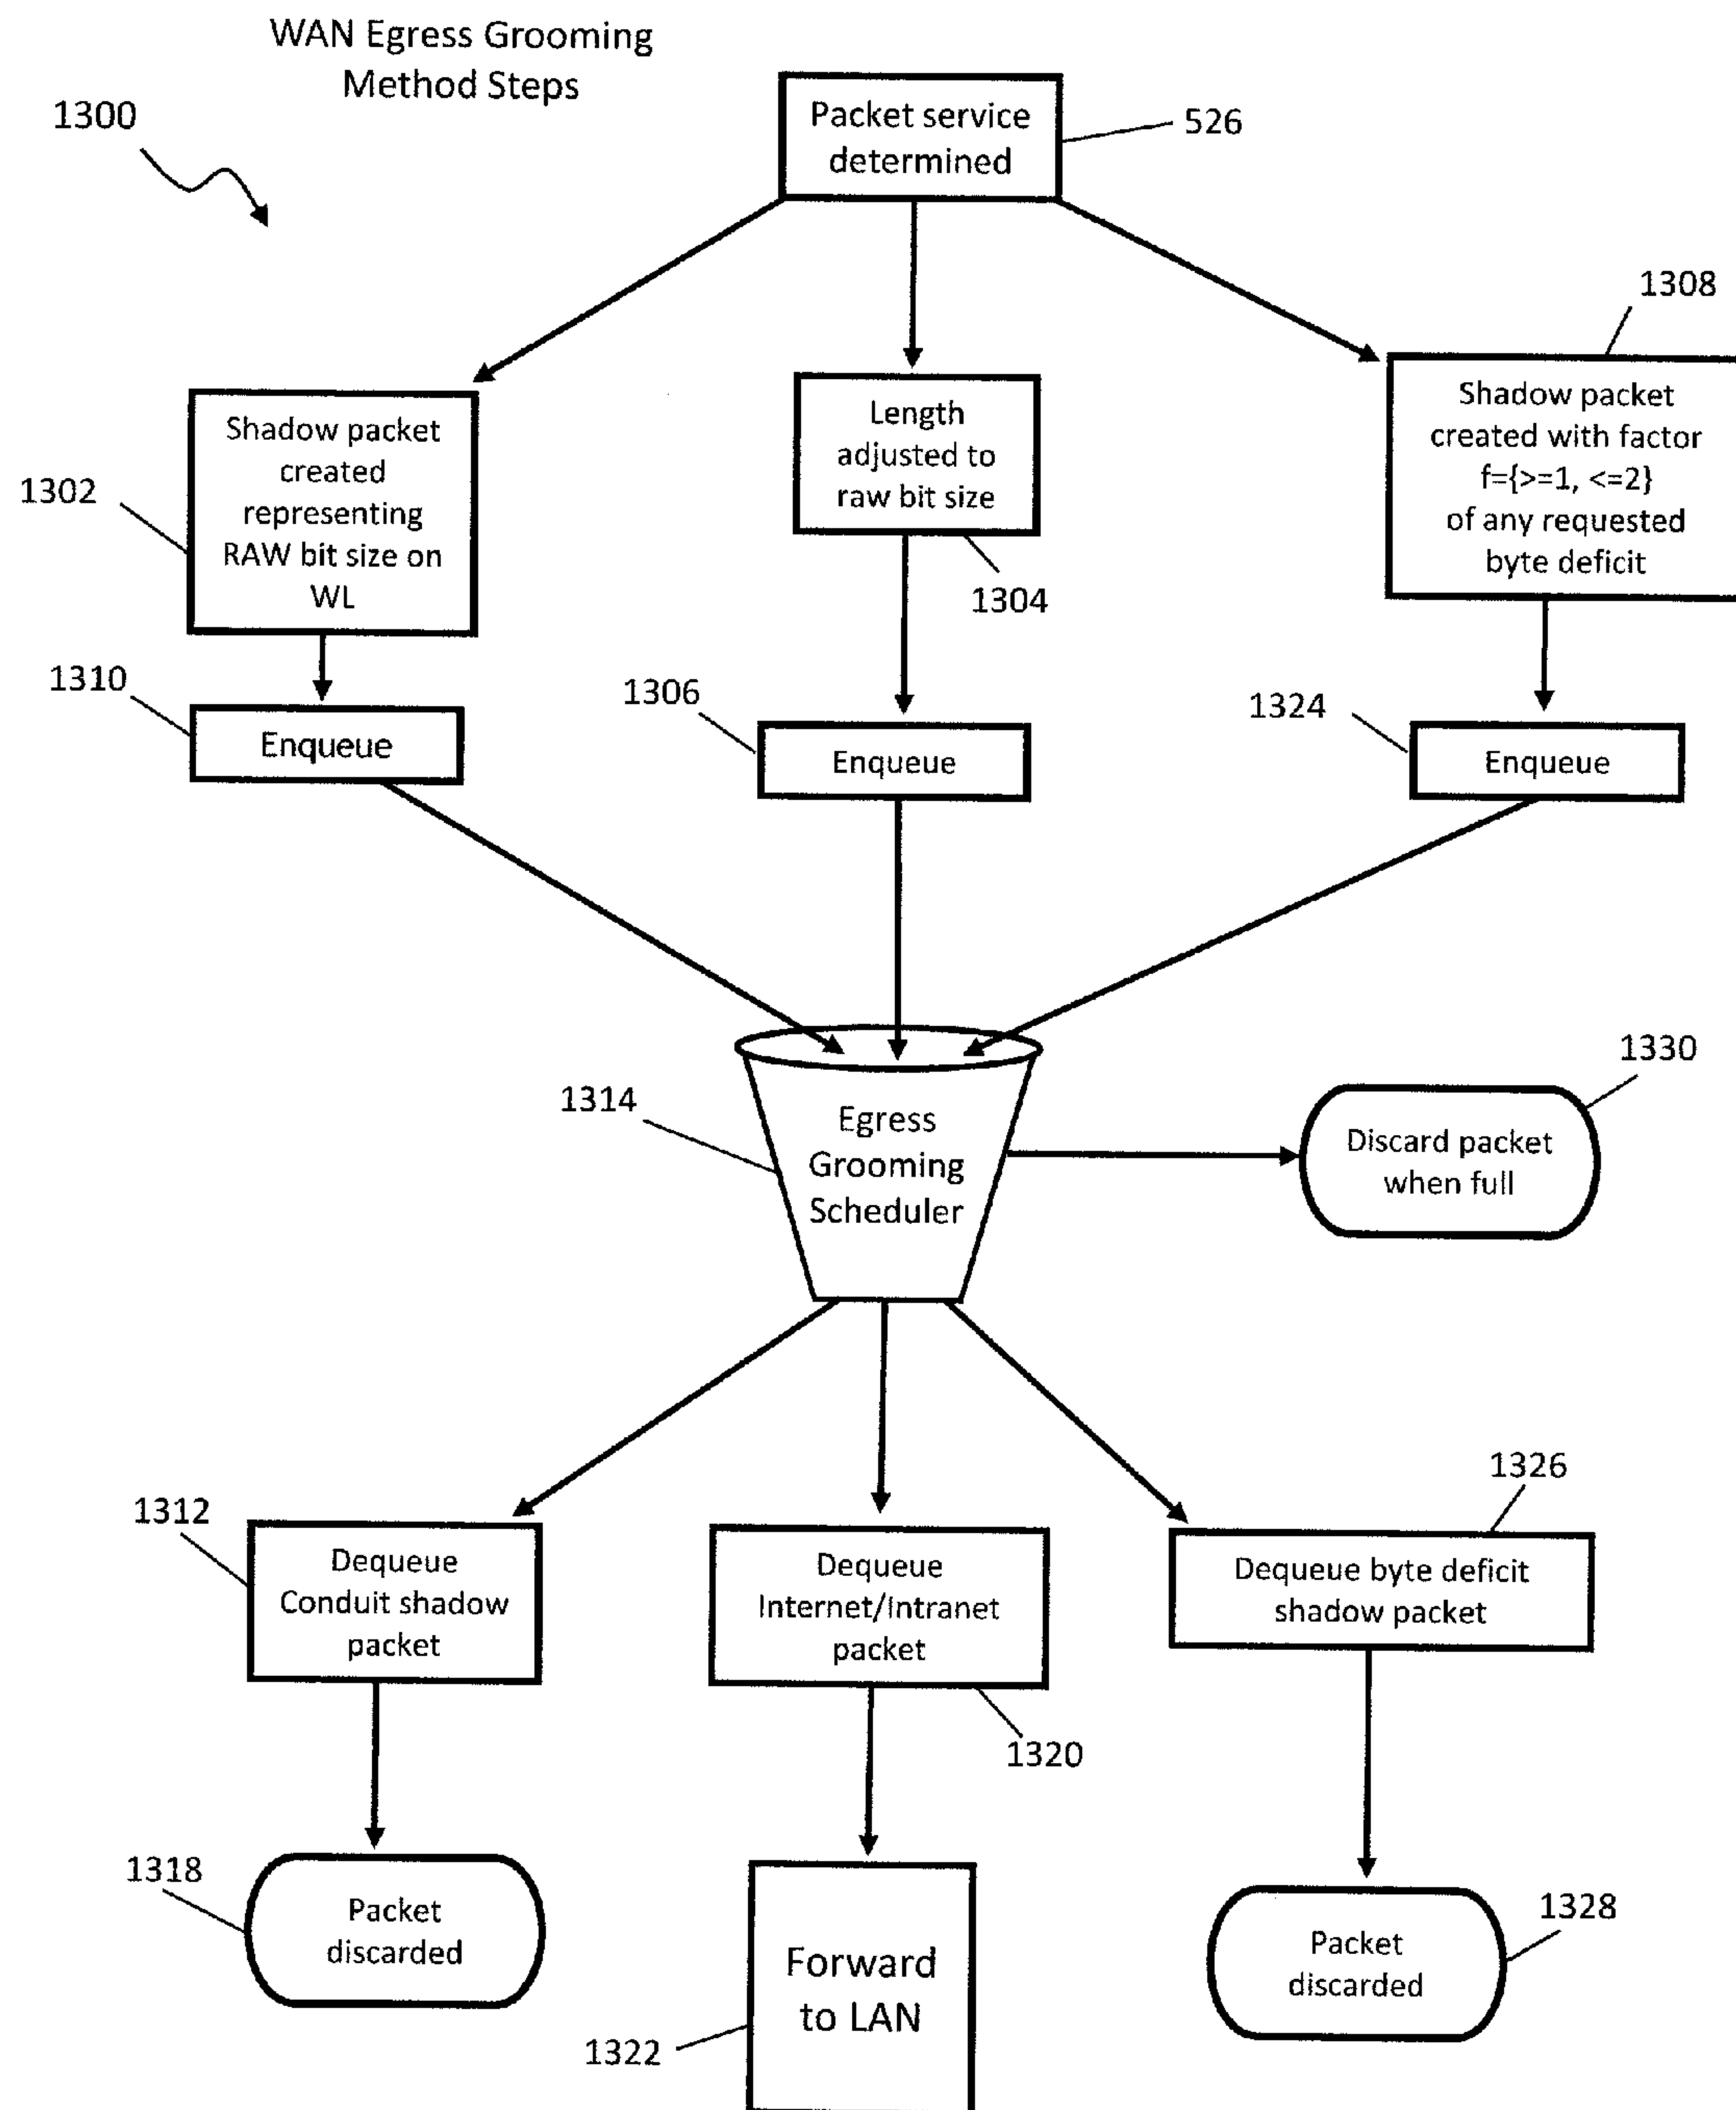 WAN Egress Grooming
Method Steps
1300
Packet service
determined
526
1308
Shadow packet
created
representing
RAW bit size on
WL
1302
Length
adjusted to
raw bit size
1304
Shadow packet
created with factor
f={>=1, <=2}
of any requested
byte deficit
1310
Enqueue
1306
Enqueue
1324
Enqueue
1314
Egress
Grooming
Scheduler
1330
Discard packet
when full
1312
Dequeue
Conduit shadow
packet
Dequeue
Internet/Intranet
packet
1320
1326
Dequeue byte deficit
shadow packet
1318
Packet
discarded
Forward
to LAN
1322
Packet
discarded
1328